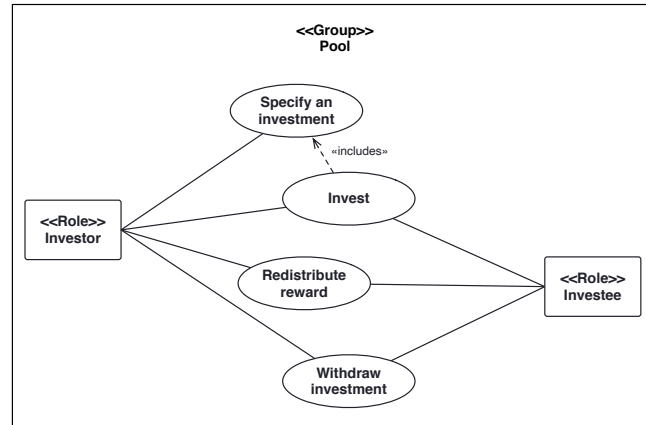 <<Group>>
Pool
Specify an
investment
«includes»
Invest
<<Role>>
Investor
Redistribute
reward
<<Role>>
Investee
Withdraw
investment